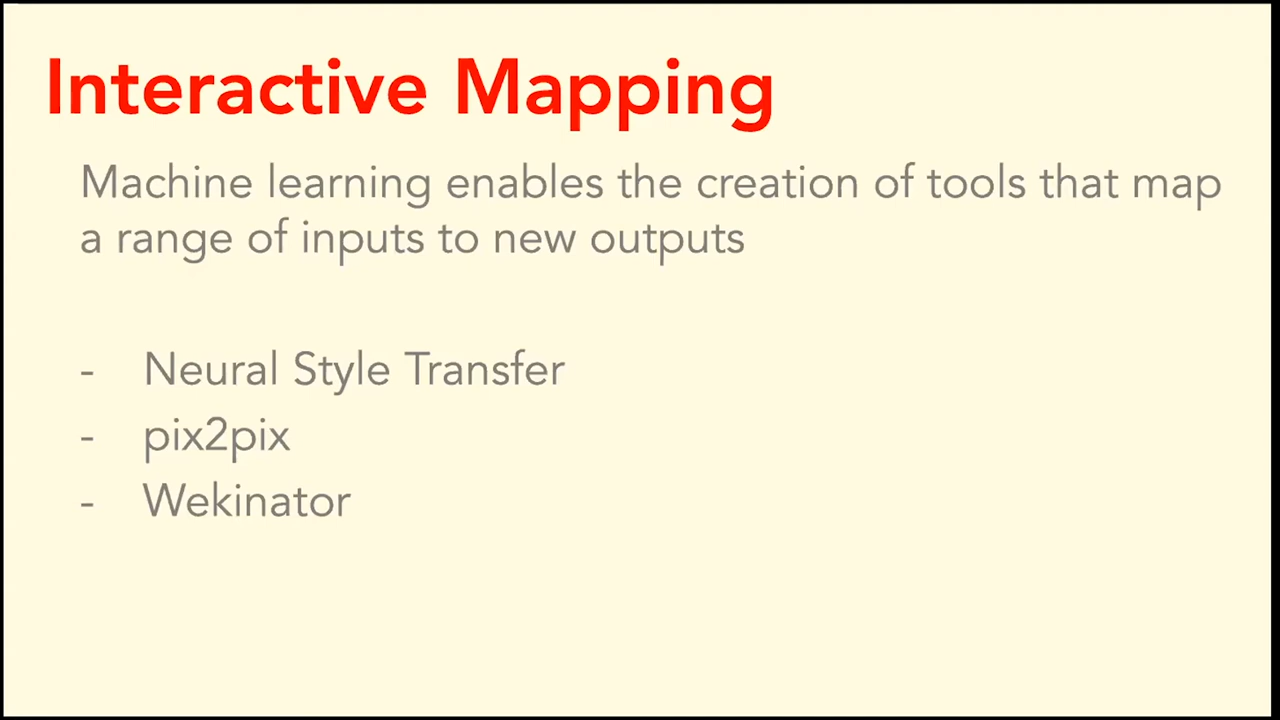 Interactive Mapping
Machine learning enables the creation of tools that map
a range of inputs to new outputs
- Neural Style Transfer
- pix2pix
- Wekinator